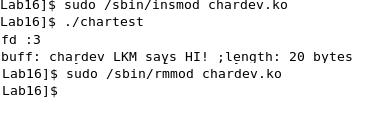 Lab16]$ sudo /sbin/insmod chardev.ko
Lab16]$ ./chartest
fd :3
buff: chardev LKM says HI! ;length: 20 bytes
Lab16]$ sudo /sbin/rmmod chardev.ko
Lab16]$